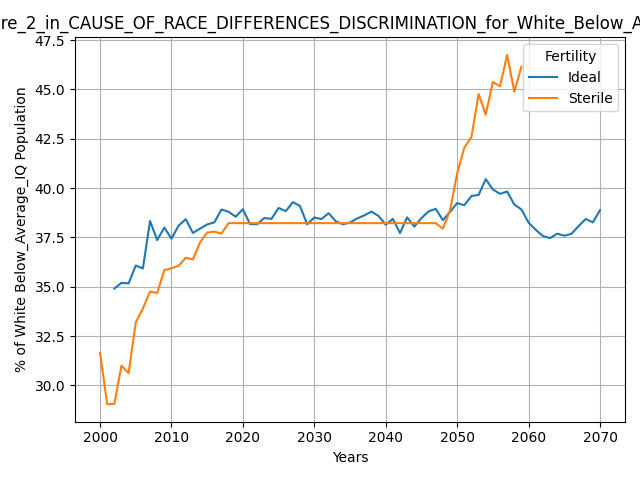 re_2_in_CAUSE_OF_RACE_DIFFERENCES_DISCRIMINATION_for_White_Below_A
47.5
45.0
42.5
40.0
37.5
35.0
32.5
30.0
% of White Below_Average_IQ Population
Fertility
Ideal
Sterile
2000 2010 2020 2030 2040 2050 2060 2070
Years